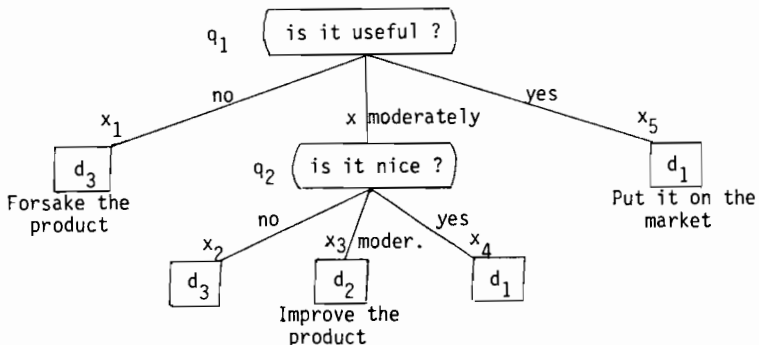 q1 is it useful ?
no
yes
x1
x moderately
x5
d3
q2 is it nice ?
d1
Forsake the
product
Put it on the
market
no
x2
x3 moder.
yes
x4
d3
d2
d1
Improve the
product